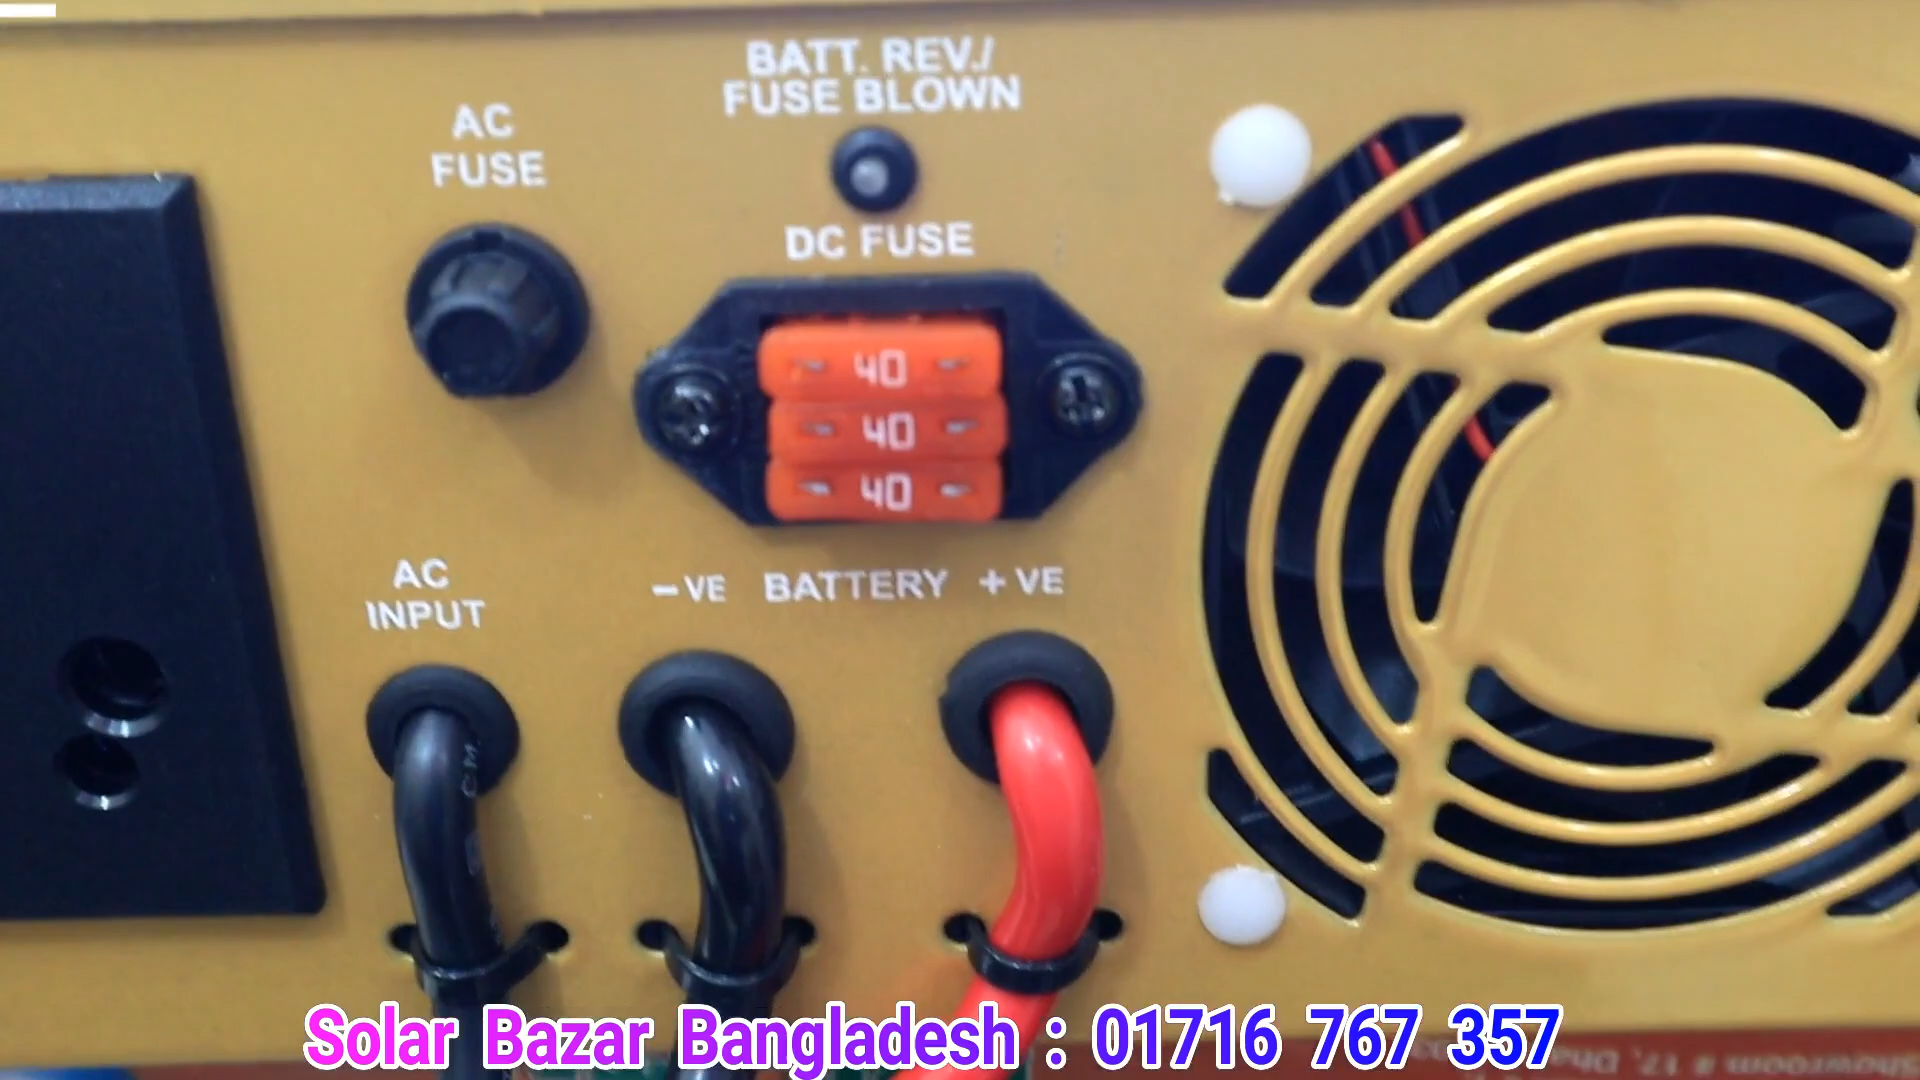 BATT. REV./
FUSE BLOWN
AC
FUSE
DC FUSE
40
40
40
AC
INPUT
–VE BATTERY +VE
Solar Bazar Bangladesh : 01716 767 357